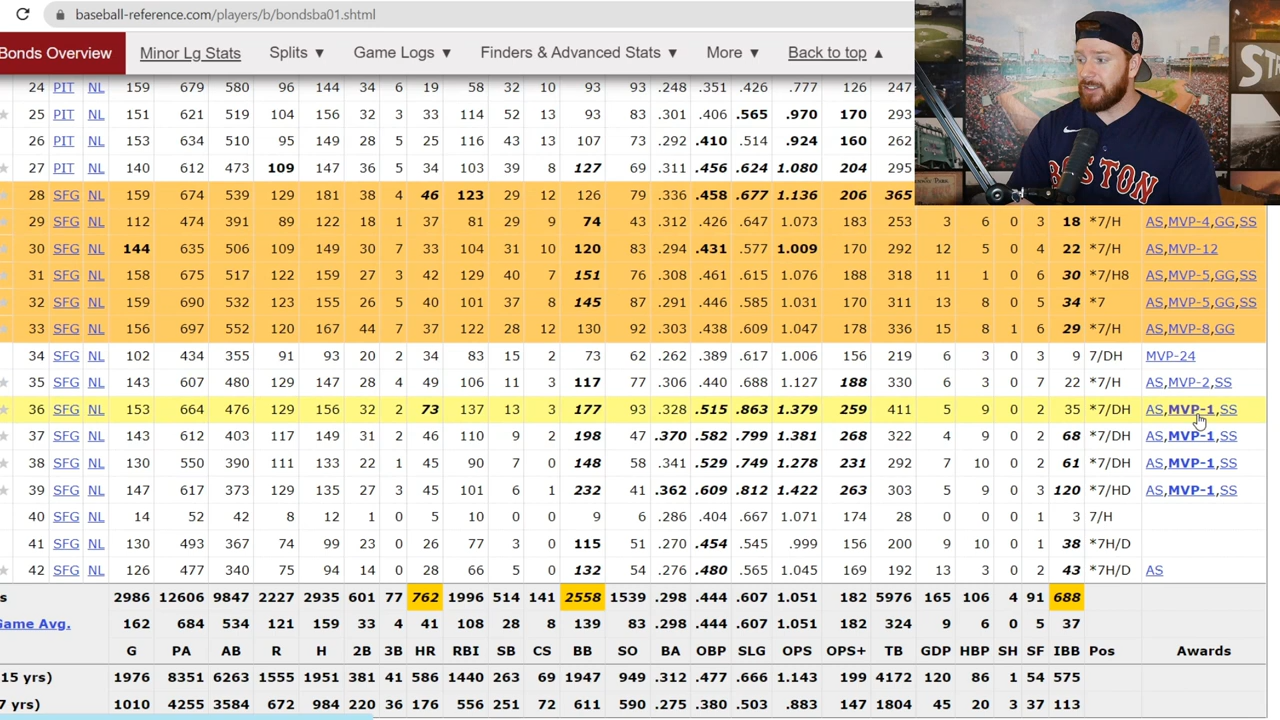 baseball-reference.com/players/b/bondsba01.shtml
Bonds Overview Minor Lg Stats Splits ▼ Game Logs ▼ Finders & Advanced Stats ▼ More ▼ Back to top ▲
24 PIT NL 159 679 580 96 144 34 6 19 58 32 10 93 93 .248 .351 .426 .777 126 247
25 PIT NL 151 621 519 104 156 32 3 33 114 52 13 93 83 .301 .406 .565 .970 170 293
26 PIT NL 153 634 510 95 149 28 5 25 116 43 13 107 73 .292 .410 .514 .924 160 262
27 PIT NL 140 612 473 109 147 36 5 34 103 39 8 127 69 .311 .456 .624 1.080 204 295
28 SFG NL 159 674 539 129 181 38 4 46 123 29 12 126 79 .336 .458 .677 1.136 206 365
29 SFG NL 112 474 391 89 122 18 1 37 81 29 9 74 43 .312 .426 .647 1.073 183 253 3 6 0 3 18 *7/H AS,MVP-4,GG,SS
30 SFG NL 144 635 506 109 149 30 7 33 104 31 10 120 83 .294 .431 .577 1.009 170 292 12 5 0 4 22 *7/H AS,MVP-12
31 SFG NL 158 675 517 122 159 27 3 42 129 40 7 151 76 .308 .461 .615 1.076 188 318 11 1 0 6 30 *7/H8 AS,MVP-5,GG,SS
32 SFG NL 159 690 532 123 155 26 5 40 101 37 8 145 87 .291 .446 .585 1.031 170 311 13 8 0 5 34 *7 AS,MVP-5,GG,SS
33 SFG NL 156 697 552 120 167 44 7 37 122 28 12 130 92 .303 .438 .609 1.047 178 336 15 8 1 6 29 *7/H AS,MVP-8,GG
34 SFG NL 102 434 355 91 93 20 2 34 83 15 2 73 62 .262 .389 .617 1.006 156 219 6 3 0 3 9 7/DH MVP-24
35 SFG NL 143 607 480 129 147 28 4 49 106 11 3 117 77 .306 .440 .688 1.127 188 330 6 3 0 7 22 *7/H AS,MVP-2,SS
36 SFG NL 153 664 476 129 156 32 2 73 137 13 3 177 93 .328 .515 .863 1.379 259 411 5 9 0 2 35 *7/DH AS,MVP-1,SS
37 SFG NL 143 612 403 117 149 31 2 46 110 9 2 198 47 .370 .582 .799 1.381 268 322 4 9 0 2 68 *7/DH AS,MVP-1,SS
38 SFG NL 130 550 390 111 133 22 1 45 90 7 0 148 58 .341 .529 .749 1.278 231 292 7 10 0 2 61 *7/DH AS,MVP-1,SS
39 SFG NL 147 617 373 129 135 27 3 45 101 6 1 232 41 .362 .609 .812 1.422 263 303 5 9 0 3 120 *7/HD AS,MVP-1,SS
40 SFG NL 14 52 42 8 12 1 0 5 10 0 0 9 6 .286 .404 .667 1.071 174 28 0 0 0 1 3 7/H
41 SFG NL 130 493 367 74 99 23 0 26 77 3 0 115 51 .270 .454 .545 .999 156 200 9 10 0 1 38 *7H/D
42 SFG NL 126 477 340 75 94 14 0 28 66 5 0 132 54 .276 .480 .565 1.045 169 192 13 3 0 2 43 *7H/D AS
s 2986 12606 9847 2227 2935 601 77 762 1996 514 141 2558 1539 .298 .444 .607 1.051 182 5976 165 106 4 91 688
Game Avg. 162 684 534 121 159 33 4 41 108 28 8 139 83 .298 .444 .607 1.051 182 324 9 6 0 5 37
G PA AB R H 2B 3B HR RBI SB CS BB SO BA OBP SLG OPS OPS+ TB GDP HBP SH SF IBB Pos Awards
15 yrs) 1976 8351 6263 1555 1951 381 41 586 1440 263 69 1947 949 .312 .477 .666 1.143 199 4172 120 86 1 54 575
7 yrs) 1010 4255 3584 672 984 220 36 176 556 251 72 611 590 .275 .380 .503 .883 147 1804 45 20 3 37 113
BOSTON
ST